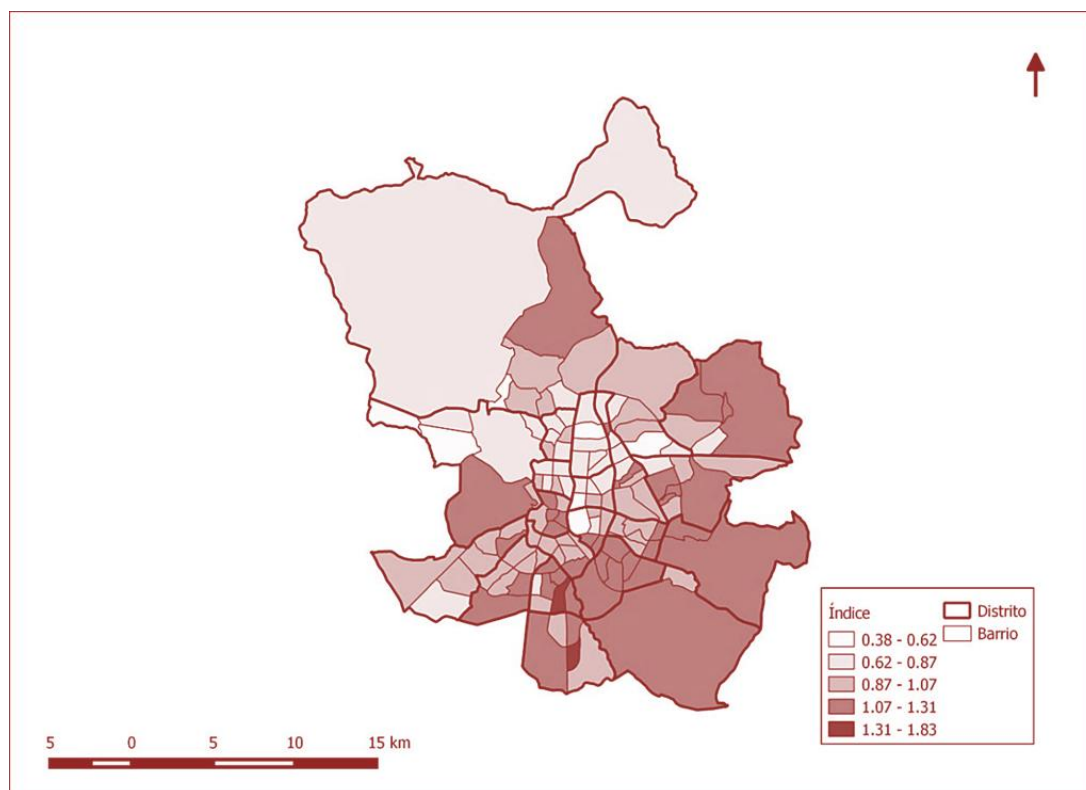 Índice
Distrito
Barrio
0.38 - 0.62
0.62 - 0.87
0.87 - 1.07
1.07 - 1.31
1.31 - 1.83
5 0 5 10 15 km